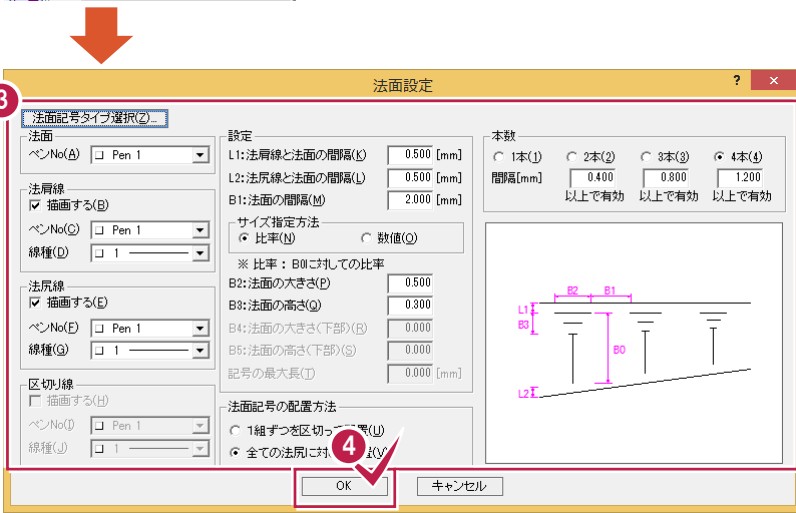 法面設定
?
×
3
法面記号タイプ選択(Z)...
法面
ペンNo(A)
Pen 1
法肩線
描画する(B)
ペンNo(C)
Pen 1
線種(D)
1
法尻線
描画する(E)
ペンNo(F)
Pen 1
線種(G)
1
区切り線
描画する(H)
ペンNo(I)
Pen 1
線種(J)
1
設定
L1:法肩線と法面の間隔(K) 0.500 [mm]
L2:法尻線と法面の間隔(L) 0.500 [mm]
B1:法面の間隔(M) 2.000 [mm]
サイズ指定方法
比率(N) 数値(O)
※ 比率： B0に対しての比率
B2:法面の大きさ(P) 0.500
B3:法面の高さ(Q) 0.300
B4:法面の大きさ(下部)(R) 0.000
B5:法面の高さ(下部)(S) 0.000
記号の最大長(T) 0.000 [mm]
法面記号の配置方法
1組ずつを区切って(U)
全ての法尻に対(V)
本数
1本(1) 2本(2) 3本(3) 4本(4)
間隔[mm] 0.400 0.800 1.200
以上で有効 以上で有効 以上で有効
B2 B1
L1
B3
B0
L2
4
OK
キャンセル